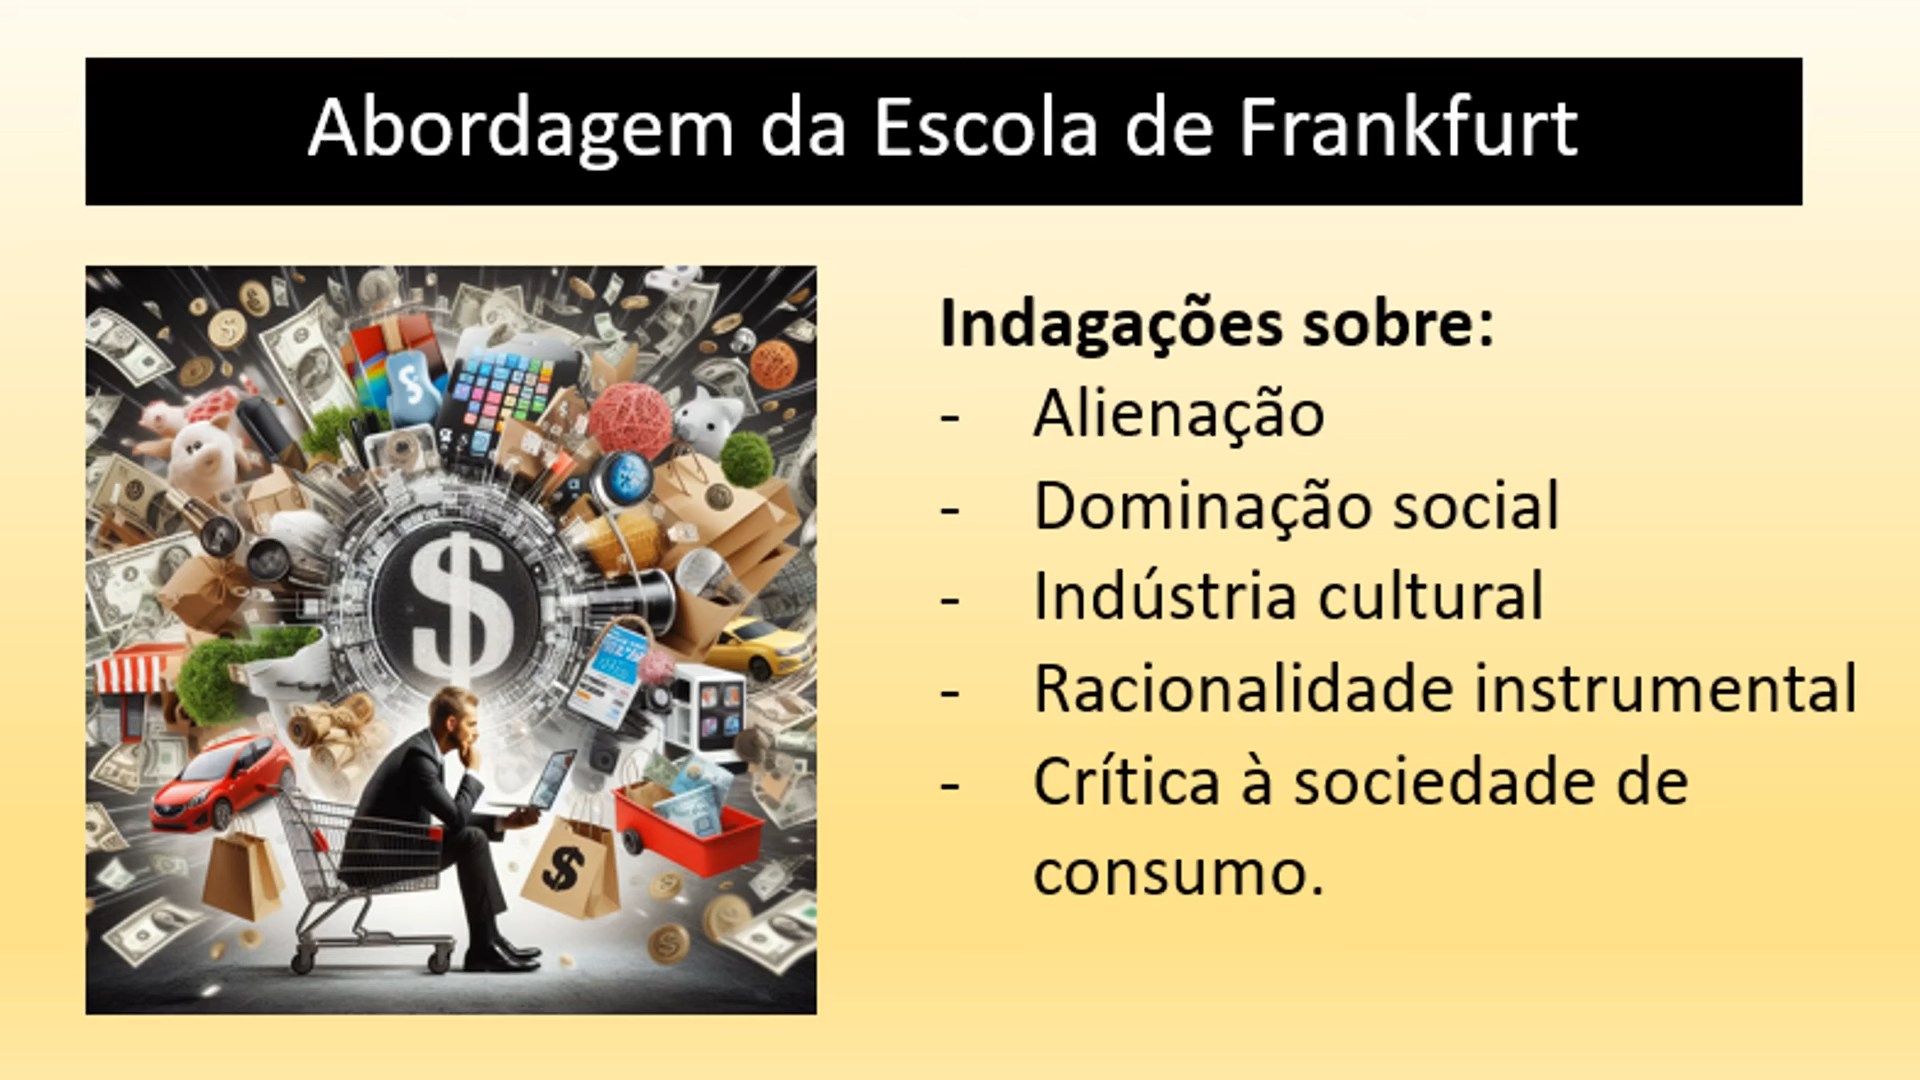 Abordagem da Escola de Frankfurt
Indagações sobre:
- Alienação
- Dominação social
- Indústria cultural
- Racionalidade instrumental
- Crítica à sociedade de
consumo.
$
$